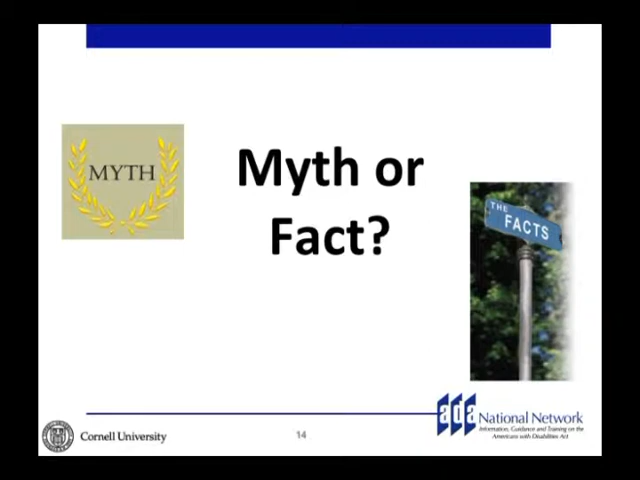 MYTH
Myth or
Fact?
THE
FACTS
Cornell University
14
ada National Network
Information, Guidance and Training on the
Americans with Disabilities Act